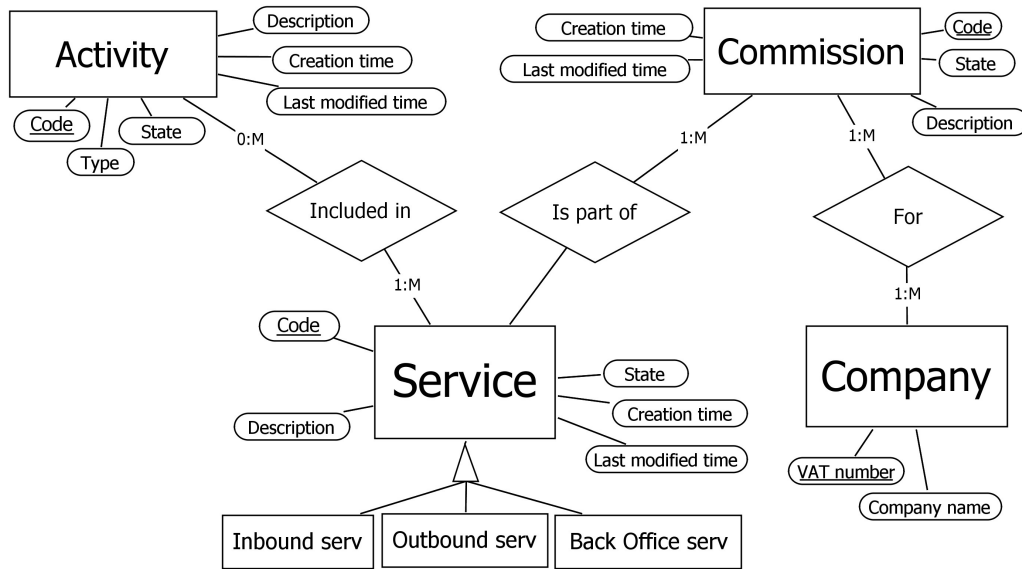 Activity
Description
Creation time
Last modified time
Code
Type
State
Commission
Creation time
Last modified time
Code
State
Description
0:M
1:M
1:M
Included in
Is part of
For
1:M
1:M
Service
Code
Description
State
Creation time
Last modified time
Company
VAT number
Company name
Inbound serv
Outbound serv
Back Office serv